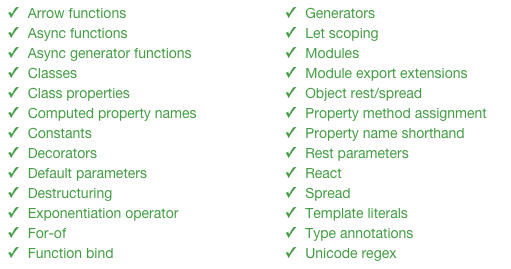 ✓ Arrow functions
✓ Async functions
✓ Async generator functions
✓ Classes
✓ Class properties
✓ Computed property names
✓ Constants
✓ Decorators
✓ Default parameters
✓ Destructuring
✓ Exponentiation operator
✓ For-of
✓ Function bind
✓ Generators
✓ Let scoping
✓ Modules
✓ Module export extensions
✓ Object rest/spread
✓ Property method assignment
✓ Property name shorthand
✓ Rest parameters
✓ React
✓ Spread
✓ Template literals
✓ Type annotations
✓ Unicode regex